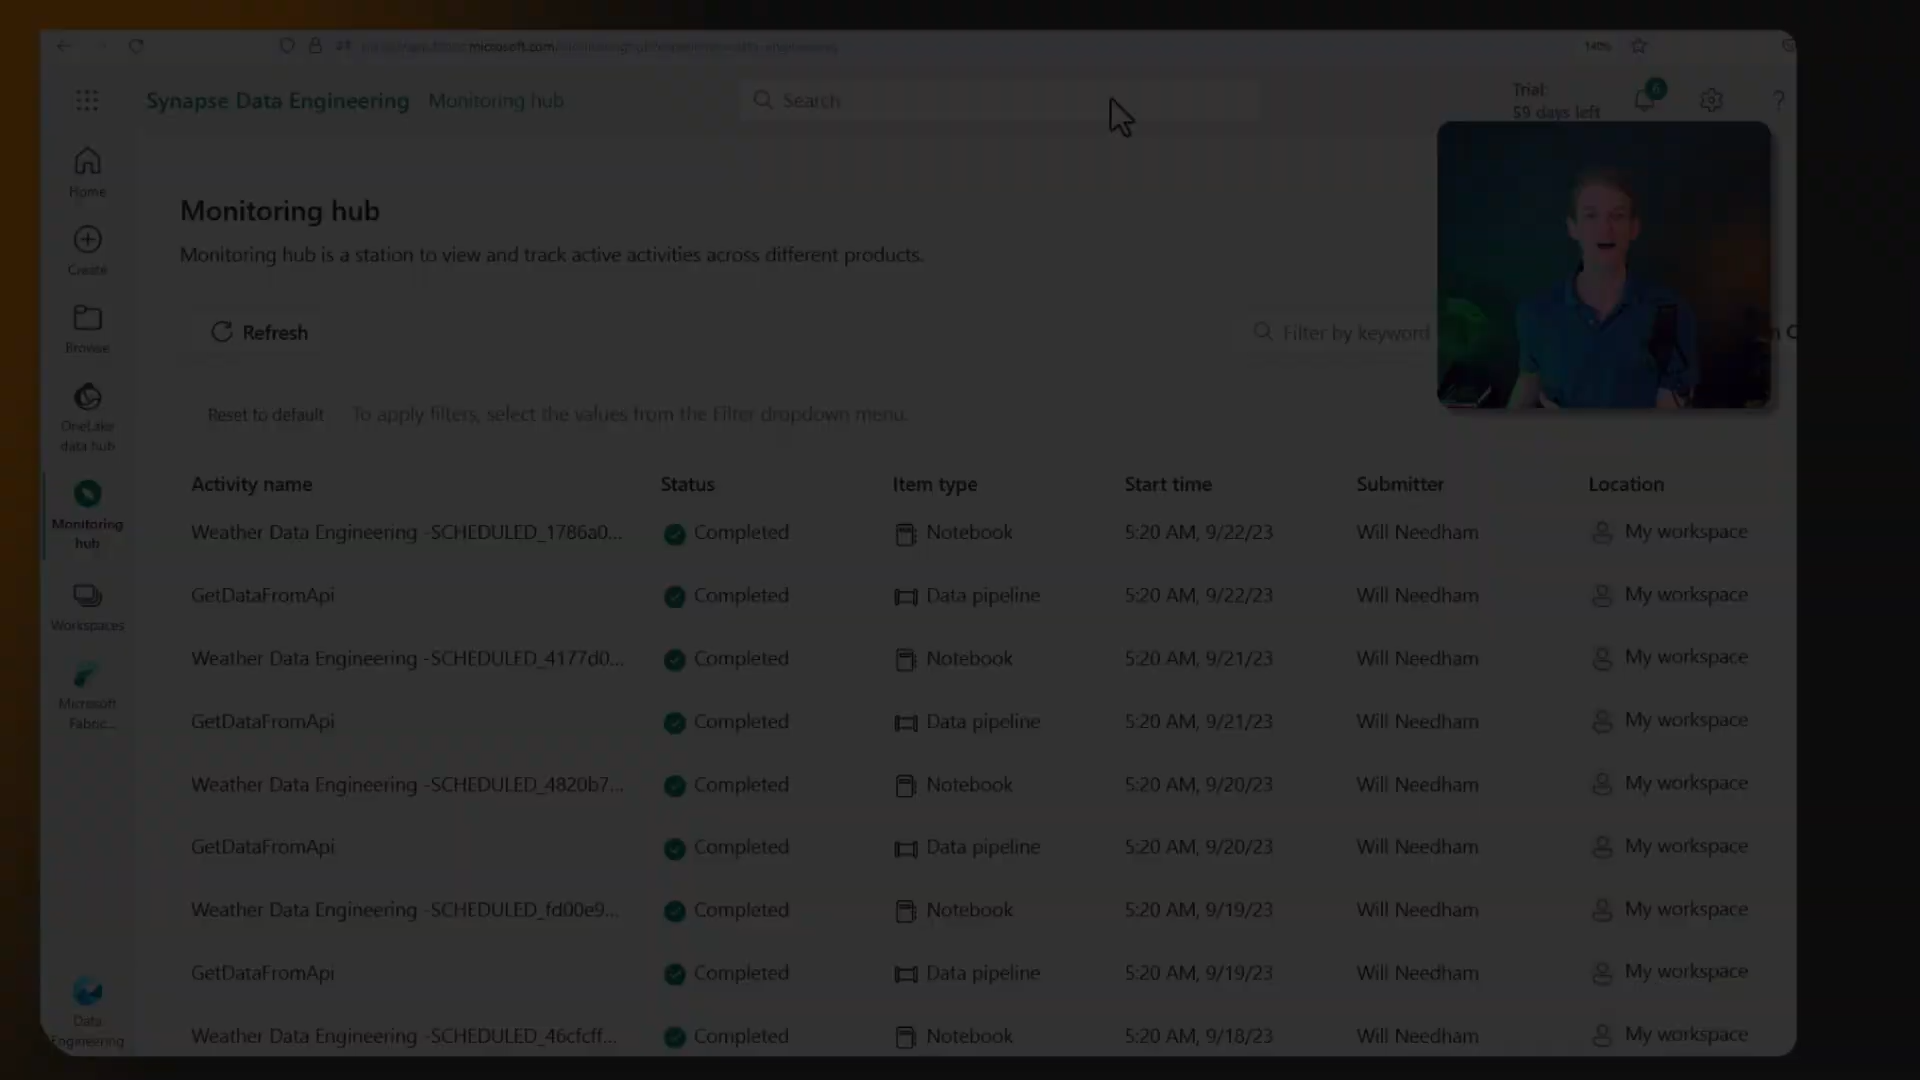 microsoft.com
140%
Synapse Data Engineering Monitoring hub
Search
Trial:
59 days left
6
?
Home
Create
Browse
OneLake
data hub
Monitoring
hub
Workspaces
Microsoft
Fabric...
Data
Engineering
Monitoring hub
Monitoring hub is a station to view and track active activities across different products.
Refresh
Filter by keyword
Reset to default To apply filters, select the values from the Filter dropdown menu.
Activity name Status Item type Start time Submitter Location
Weather Data Engineering -SCHEDULED_1786a0... Completed Notebook 5:20 AM, 9/22/23 Will Needham My workspace
GetDataFromApi Completed Data pipeline 5:20 AM, 9/22/23 Will Needham My workspace
Weather Data Engineering -SCHEDULED_4177d0... Completed Notebook 5:20 AM, 9/21/23 Will Needham My workspace
GetDataFromApi Completed Data pipeline 5:20 AM, 9/21/23 Will Needham My workspace
Weather Data Engineering -SCHEDULED_4820b7... Completed Notebook 5:20 AM, 9/20/23 Will Needham My workspace
GetDataFromApi Completed Data pipeline 5:20 AM, 9/20/23 Will Needham My workspace
Weather Data Engineering -SCHEDULED_fd00e9... Completed Notebook 5:20 AM, 9/19/23 Will Needham My workspace
GetDataFromApi Completed Data pipeline 5:20 AM, 9/19/23 Will Needham My workspace
Weather Data Engineering -SCHEDULED_46cfcff... Completed Notebook 5:20 AM, 9/18/23 Will Needham My workspace